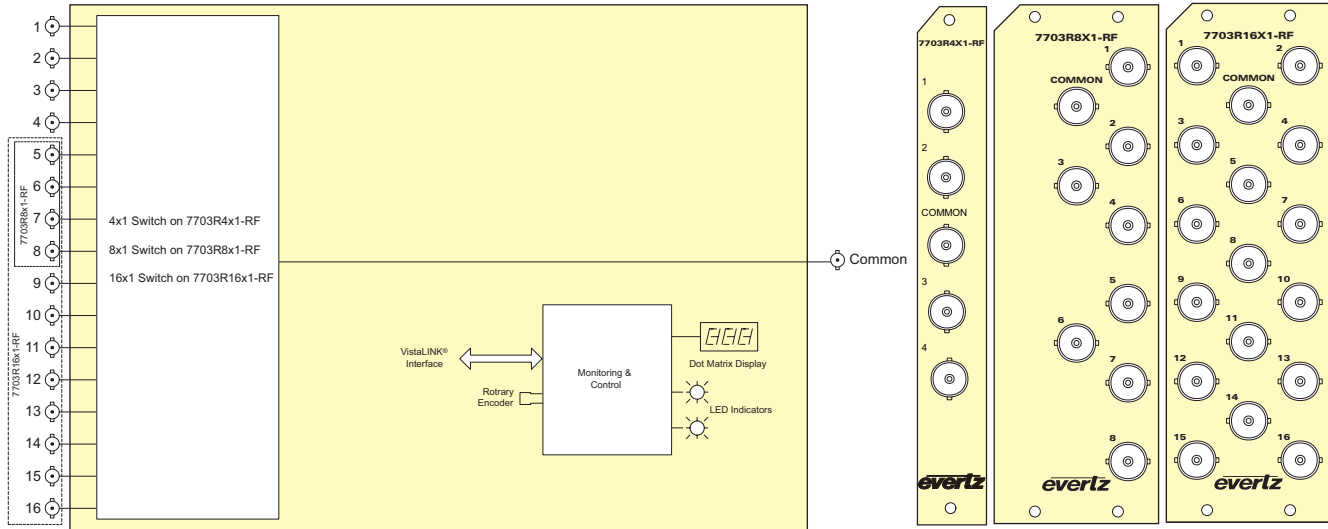 1
2
3
4
5
6
7
8
9
10
11
12
13
14
15
16
7703R8x1-RF
7703R16x1-RF
4x1 Switch on 7703R4x1-RF
8x1 Switch on 7703R8x1-RF
16x1 Switch on 7703R16x1-RF
Common
VistaLINK®
Interface
Rotrary
Encoder
Monitoring &
Control
Dot Matrix Display
LED Indicators
7703R4X1-RF
1
2
COMMON
3
4
evertz
7703R8X1-RF
1
COMMON
2
3
4
5
6
7
8
evertz
7703R16X1-RF
1
2
COMMON
3
4
5
6
7
8
9
10
11
12
13
14
15
16
evertz